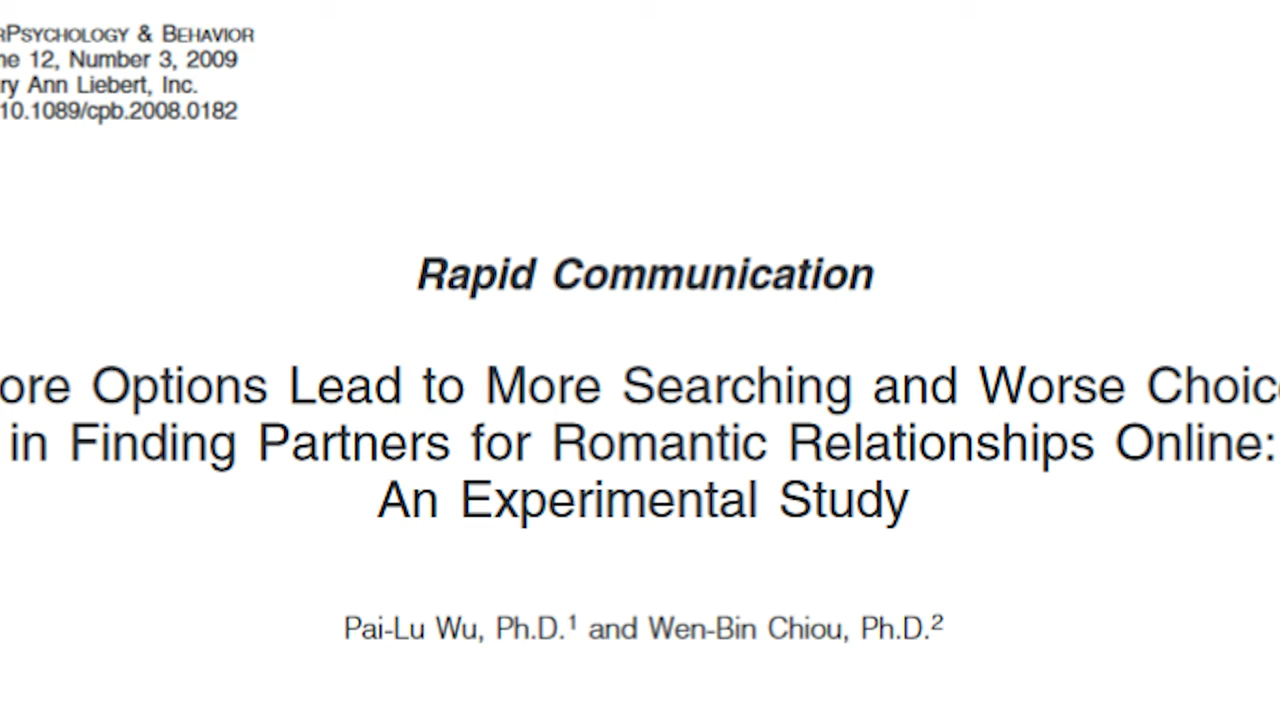 rPsychology & Behavior
ne 12, Number 3, 2009
ry Ann Liebert, Inc.
10.1089/cpb.2008.0182
Rapid Communication
ore Options Lead to More Searching and Worse Choic
in Finding Partners for Romantic Relationships Online:
An Experimental Study
Pai-Lu Wu, Ph.D.¹ and Wen-Bin Chiou, Ph.D.²